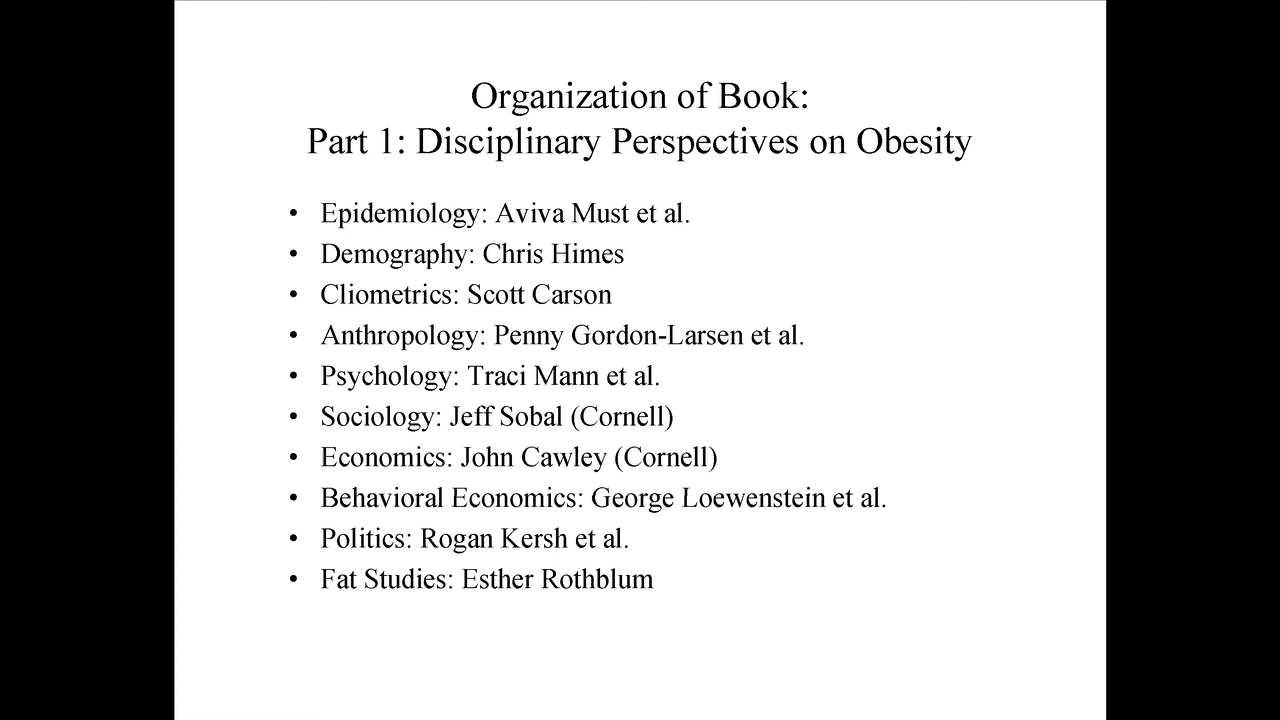 Organization of Book:
Part 1: Disciplinary Perspectives on Obesity
• Epidemiology: Aviva Must et al.
• Demography: Chris Himes
• Cliometrics: Scott Carson
• Anthropology: Penny Gordon-Larsen et al.
• Psychology: Traci Mann et al.
• Sociology: Jeff Sobal (Cornell)
• Economics: John Cawley (Cornell)
• Behavioral Economics: George Loewenstein et al.
• Politics: Rogan Kersh et al.
• Fat Studies: Esther Rothblum